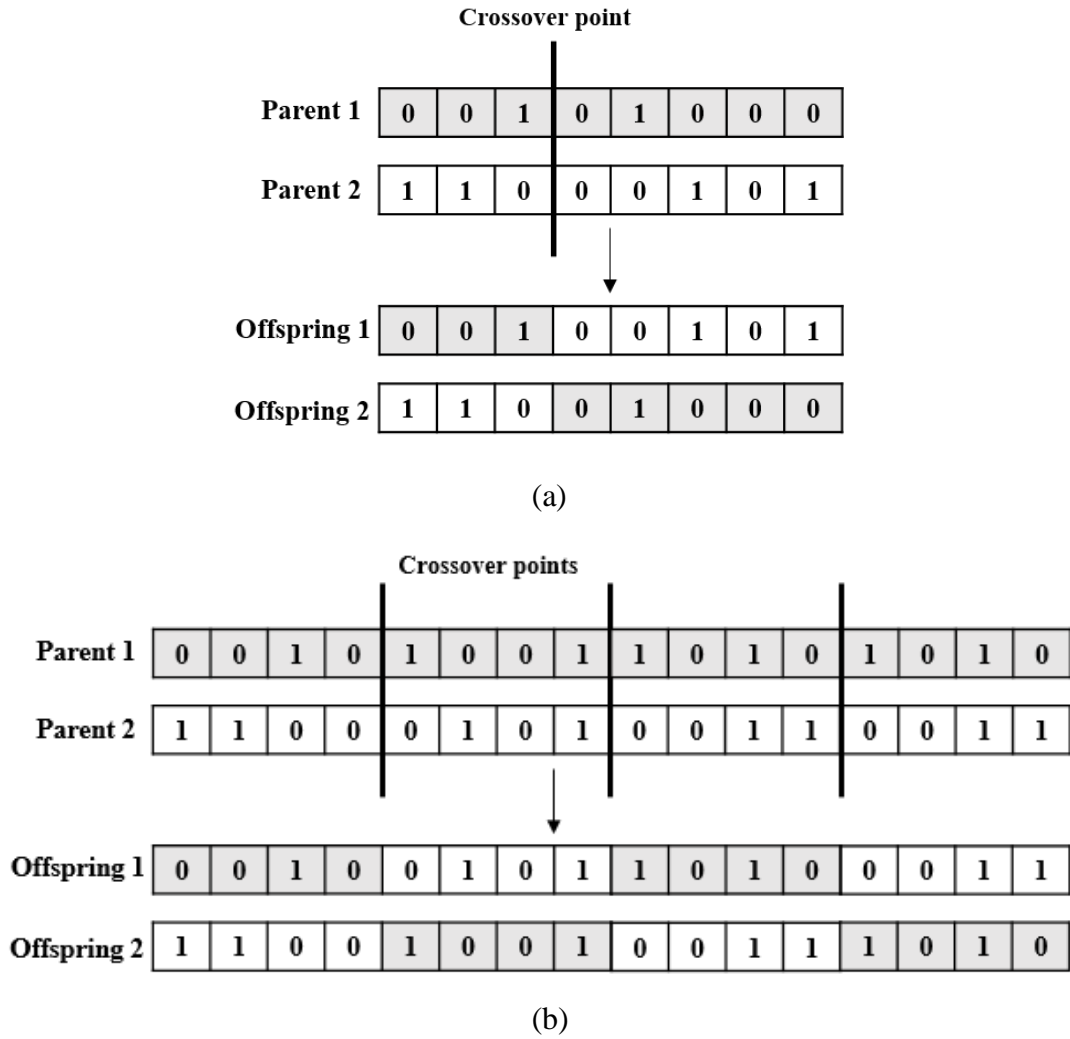 Crossover point
Parent 1 0 0 1 0 1 0 0 0
Parent 2 1 1 0 0 0 1 0 1
Offspring 1 0 0 1 0 0 1 0 1
Offspring 2 1 1 0 0 1 0 0 0
(a)
Crossover points
Parent 1 0 0 1 0 1 0 0 1 1 0 1 0 1 0 1 0
Parent 2 1 1 0 0 0 1 0 1 0 0 1 1 0 0 1 1
Offspring 1 0 0 1 0 0 1 0 1 1 0 1 0 0 0 1 1
Offspring 2 1 1 0 0 1 0 0 1 0 0 1 1 1 0 1 0
(b)